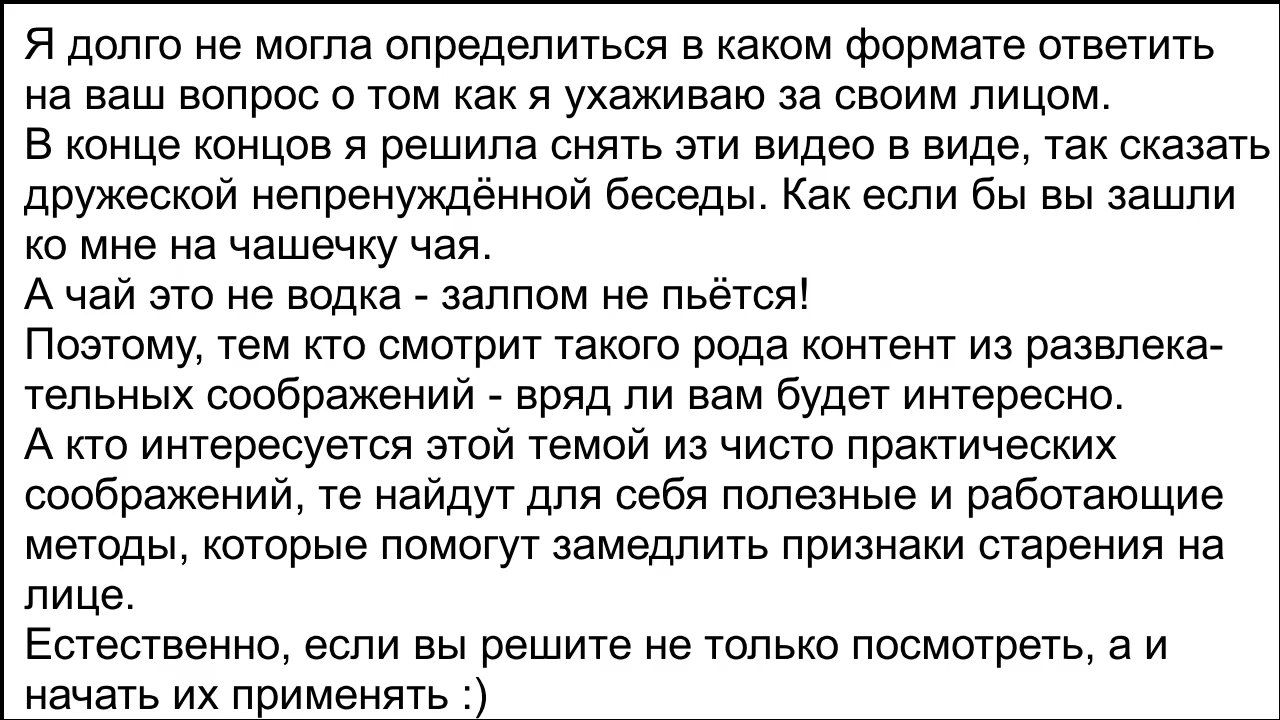 Я долго не могла определиться в каком формате ответить
на ваш вопрос о том как я ухаживаю за своим лицом.
В конце концов я решила снять эти видео в виде, так сказать
дружеской непренуждённой беседы. Как если бы вы зашли
ко мне на чашечку чая.
А чай это не водка - залпом не пьётся!
Поэтому, тем кто смотрит такого рода контент из развлека-
тельных соображений - вряд ли вам будет интересно.
А кто интересуется этой темой из чисто практических
соображений, те найдут для себя полезные и работающие
методы, которые помогут замедлить признаки старения на
лице.
Естественно, если вы решите не только посмотреть, а и
начать их применять :)